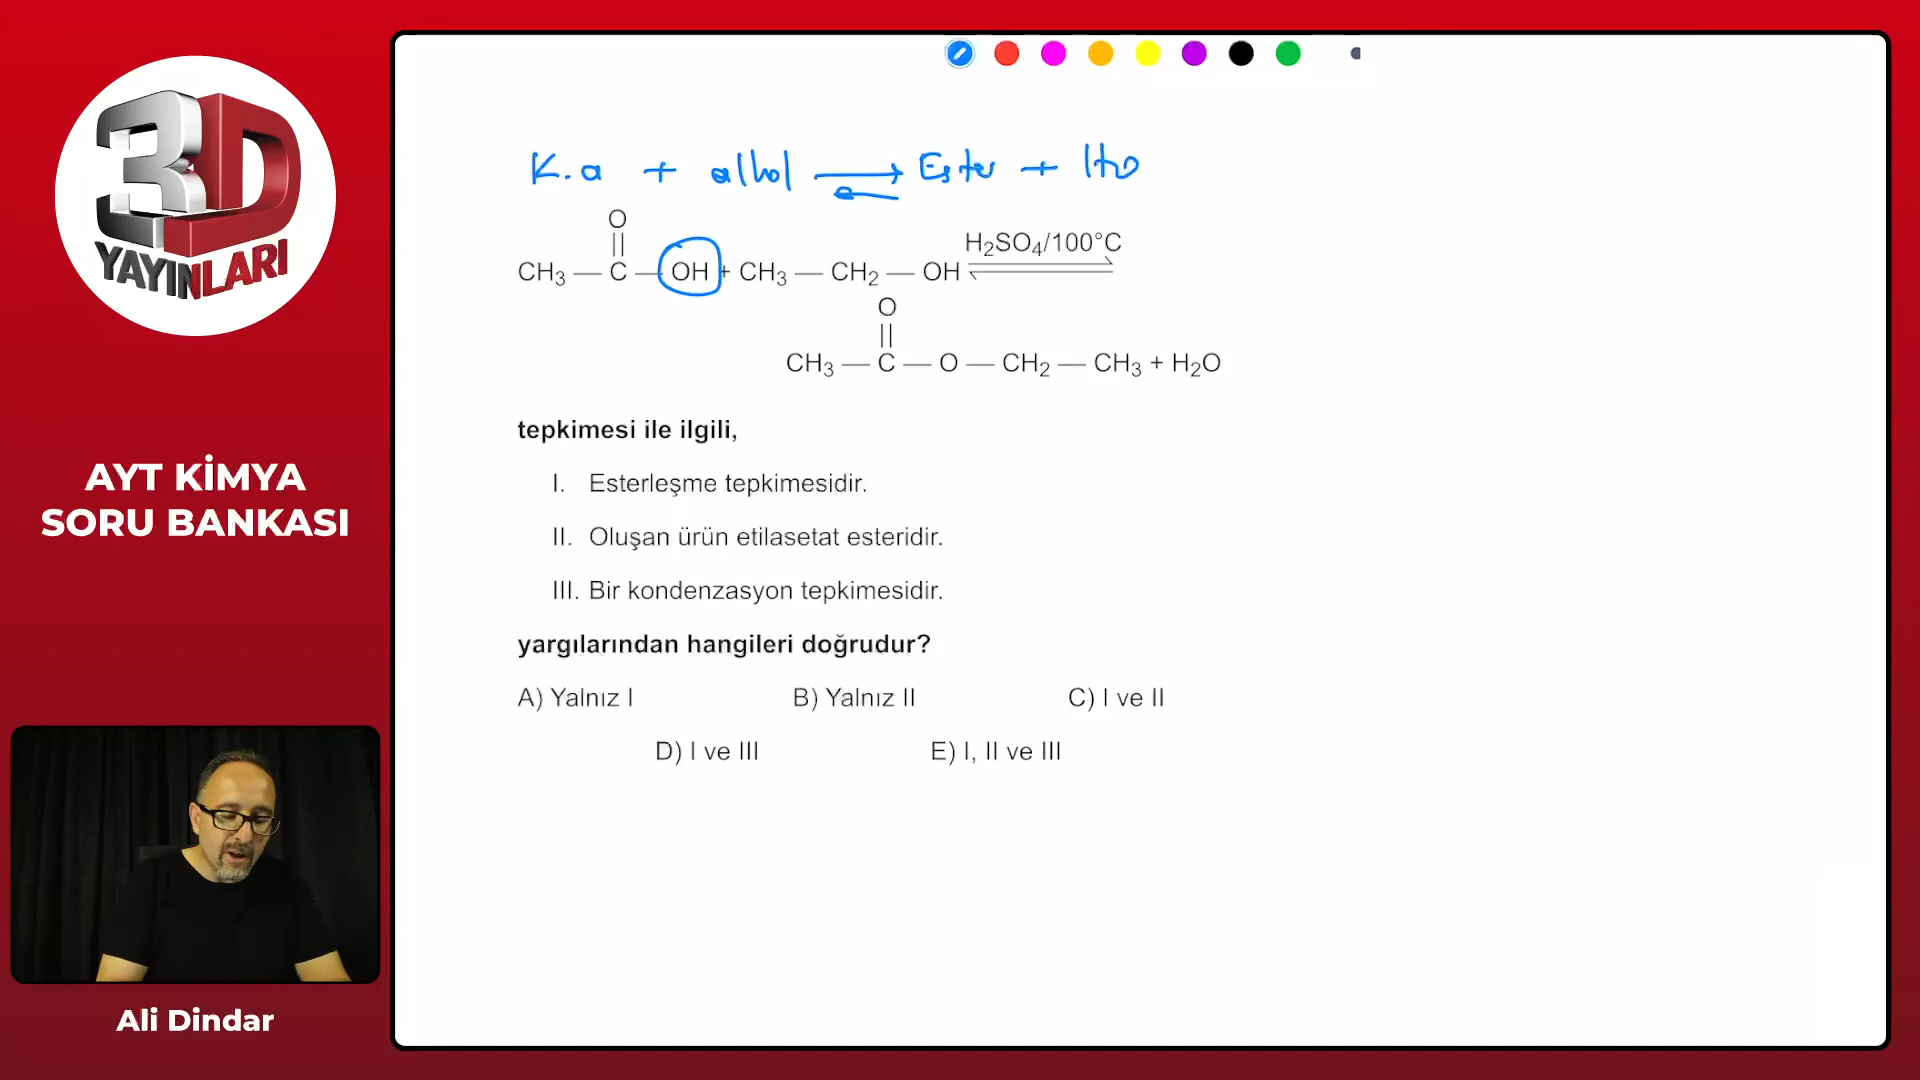 3D
YAYINLARI
AYT KİMYA
SORU BANKASI
Ali Dindar
K.a + alkol ⇌ Ester + H2O
O
||
CH3 — C — OH + CH3 — CH2 — OH ⇌ H2SO4/100°C
O
||
CH3 — C — O — CH2 — CH3 + H2O
tepkimesi ile ilgili,
I. Esterleşme tepkimesidir.
II. Oluşan ürün etilasetat esteridir.
III. Bir kondenzasyon tepkimesidir.
yargılarından hangileri doğrudur?
A) Yalnız I B) Yalnız II C) I ve II
D) I ve III E) I, II ve III